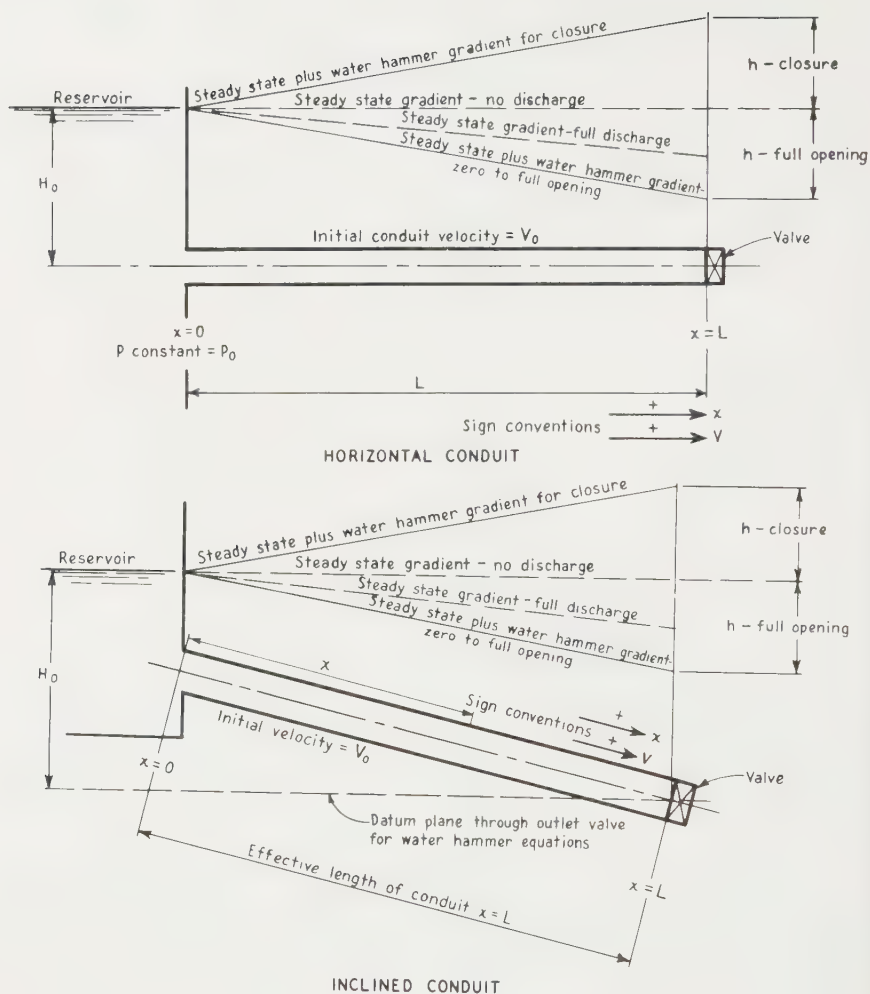 Steady state plus water hammer gradient for closure
h – closure
Reservoir
Steady state gradient – no discharge
Steady state gradient–full discharge
Steady state plus water hammer gradient–
zero to full opening
h – full opening
H₀
Initial conduit velocity = V₀
Valve
x=0
P constant = P₀
x=L
L
Sign conventions
+
x
+
V
HORIZONTAL CONDUIT
Steady state plus water hammer gradient for closure
h – closure
Reservoir
Steady state gradient – no discharge
Steady state gradient–full discharge
Steady state plus water hammer gradient–
zero to full opening
h – full opening
H₀
x
Sign conventions
+
x
+
V
Initial velocity = V₀
x=0
Valve
Datum plane through outlet valve
for water hammer equations
Effective length of conduit x=L
x=L
INCLINED CONDUIT